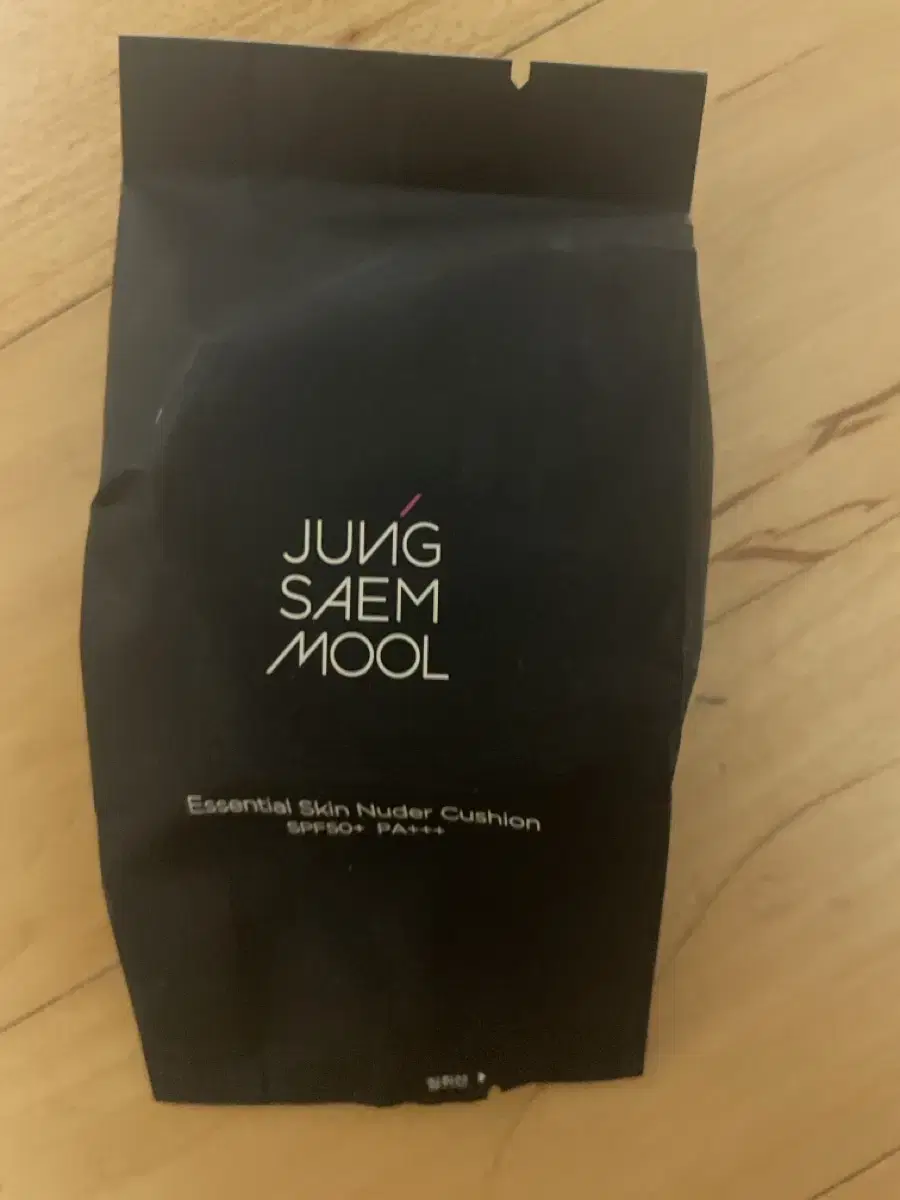 JUNG
SAEM
MOOL
Essential Skin Nuder Cushion
SPF50+ PA+++